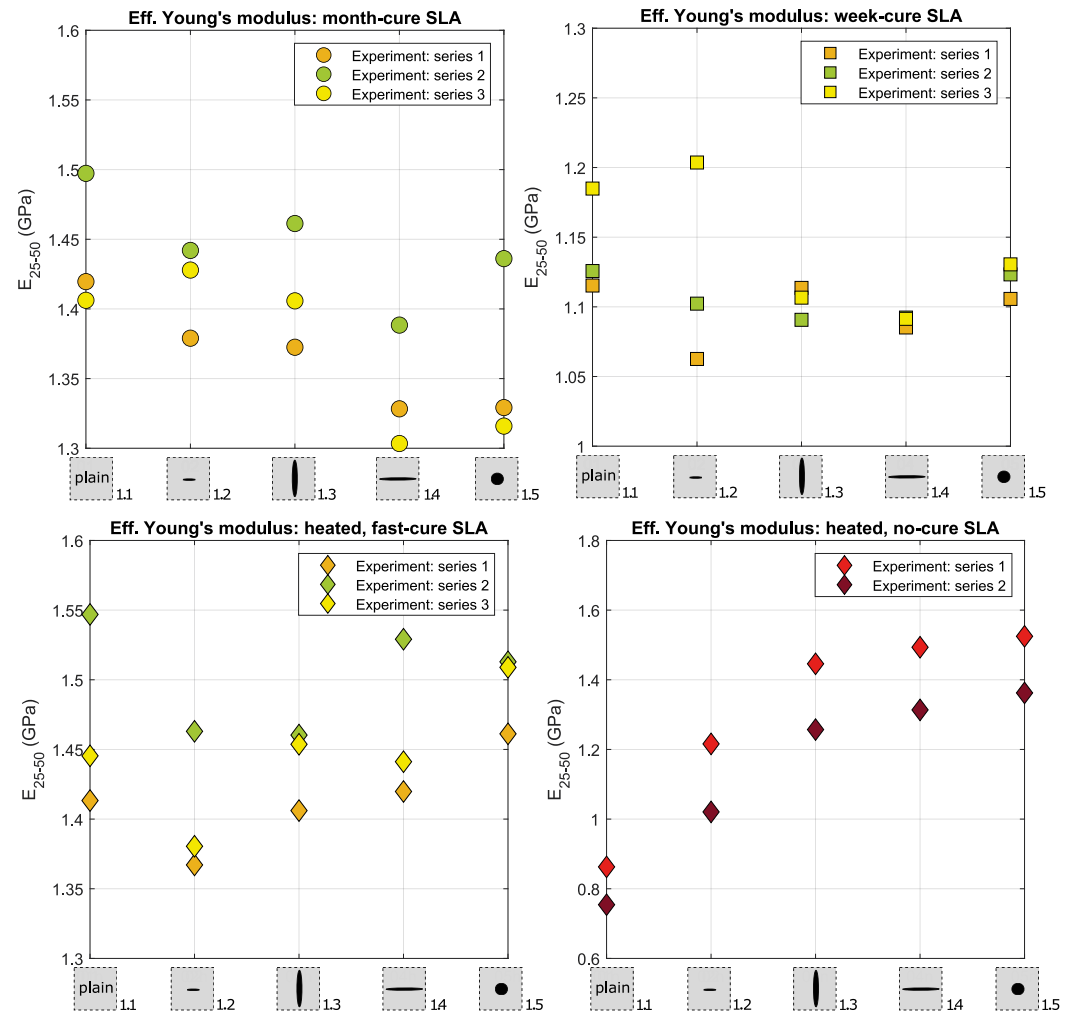 Eff. Young's modulus: month-cure SLA
Experiment: series 1
Experiment: series 2
Experiment: series 3
E25-50 (GPa)
1.6
1.55
1.5
1.45
1.4
1.35
1.3
plain 1.1 1.2 1.3 1.4 1.5
Eff. Young's modulus: week-cure SLA
Experiment: series 1
Experiment: series 2
Experiment: series 3
E25-50 (GPa)
1.3
1.25
1.2
1.15
1.1
1.05
1
plain 1.1 1.2 1.3 1.4 1.5
Eff. Young's modulus: heated, fast-cure SLA
Experiment: series 1
Experiment: series 2
Experiment: series 3
E25-50 (GPa)
1.6
1.55
1.5
1.45
1.4
1.35
1.3
plain 1.1 1.2 1.3 1.4 1.5
Eff. Young's modulus: heated, no-cure SLA
Experiment: series 1
Experiment: series 2
E25-50 (GPa)
1.8
1.6
1.4
1.2
1
0.8
0.6
plain 1.1 1.2 1.3 1.4 1.5